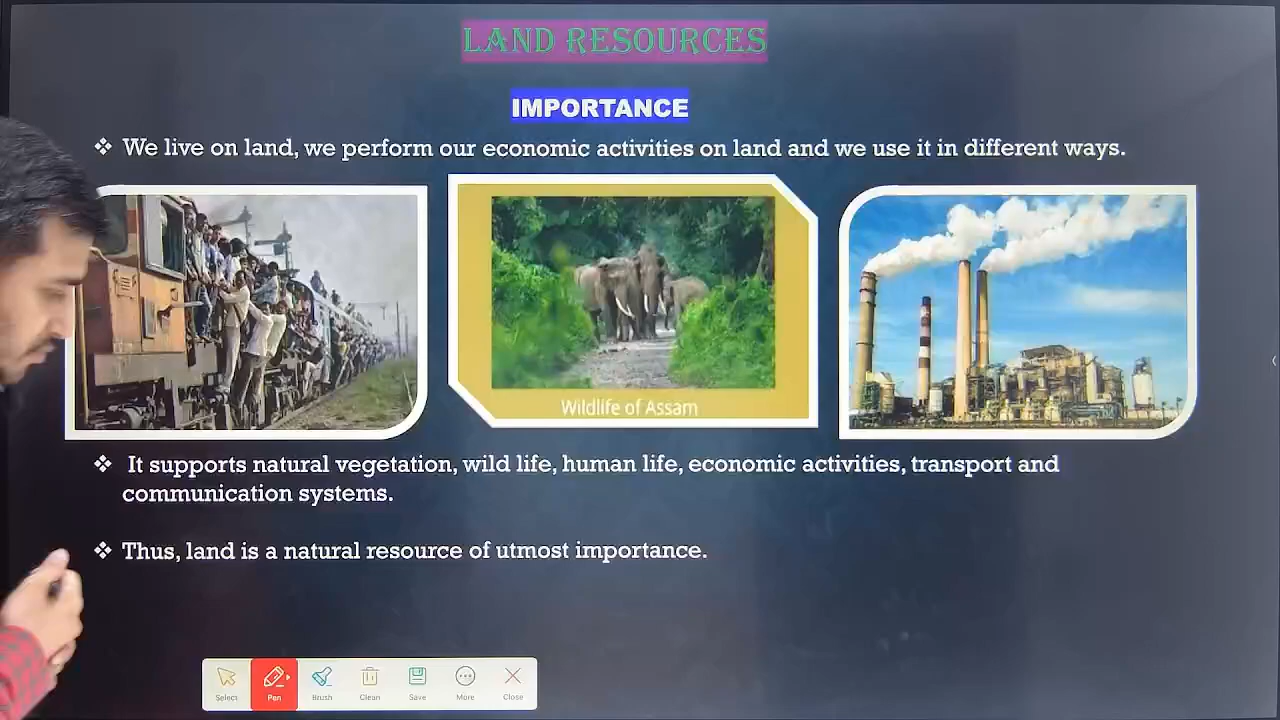 LAND RESOURCES
IMPORTANCE
❖ We live on land, we perform our economic activities on land and we use it in different ways.
Wildlife of Assam
❖ It supports natural vegetation, wild life, human life, economic activities, transport and
communication systems.
❖ Thus, land is a natural resource of utmost importance.
Select Pen Brush Clean Save More Close